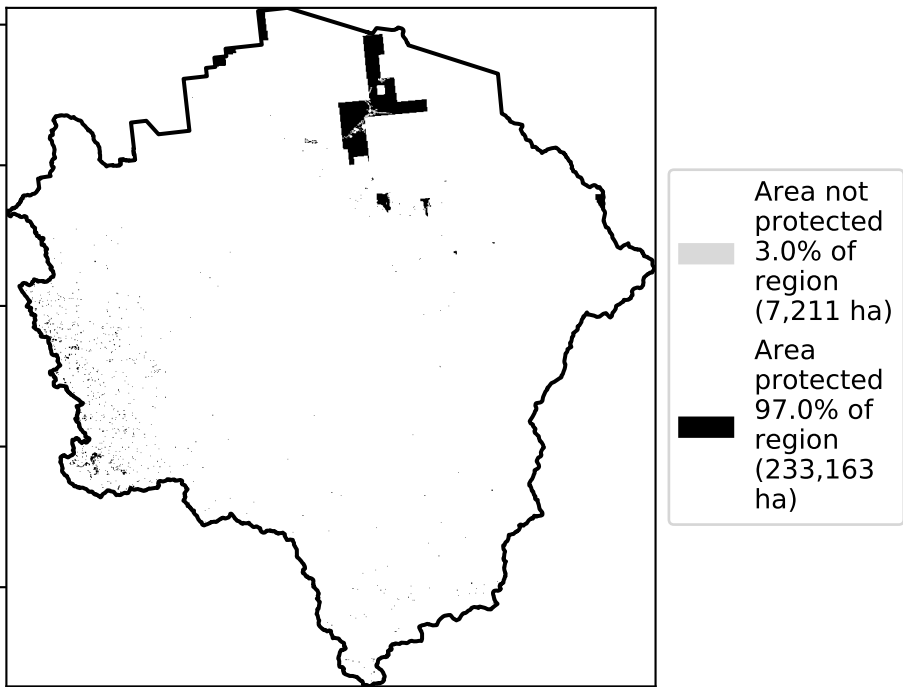 Area not
protected
3.0% of
region
(7,211 ha)
Area
protected
97.0% of
region
(233,163
ha)